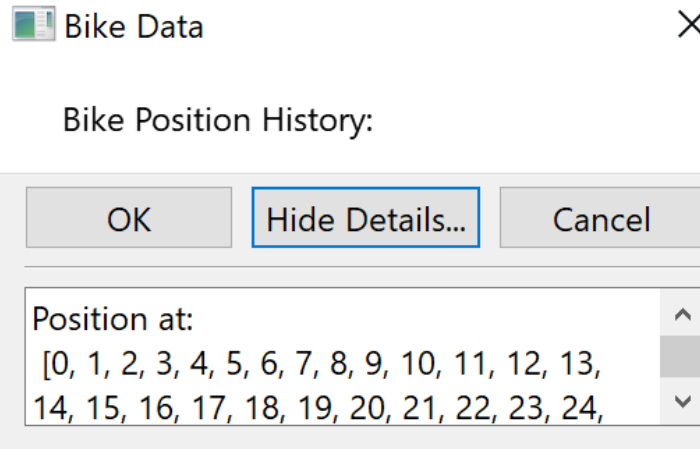 Bike Data
Bike Position History:
OK
Hide Details...
Cancel
Position at:
[0, 1, 2, 3, 4, 5, 6, 7, 8, 9, 10, 11, 12, 13,
14, 15, 16, 17, 18, 19, 20, 21, 22, 23, 24,